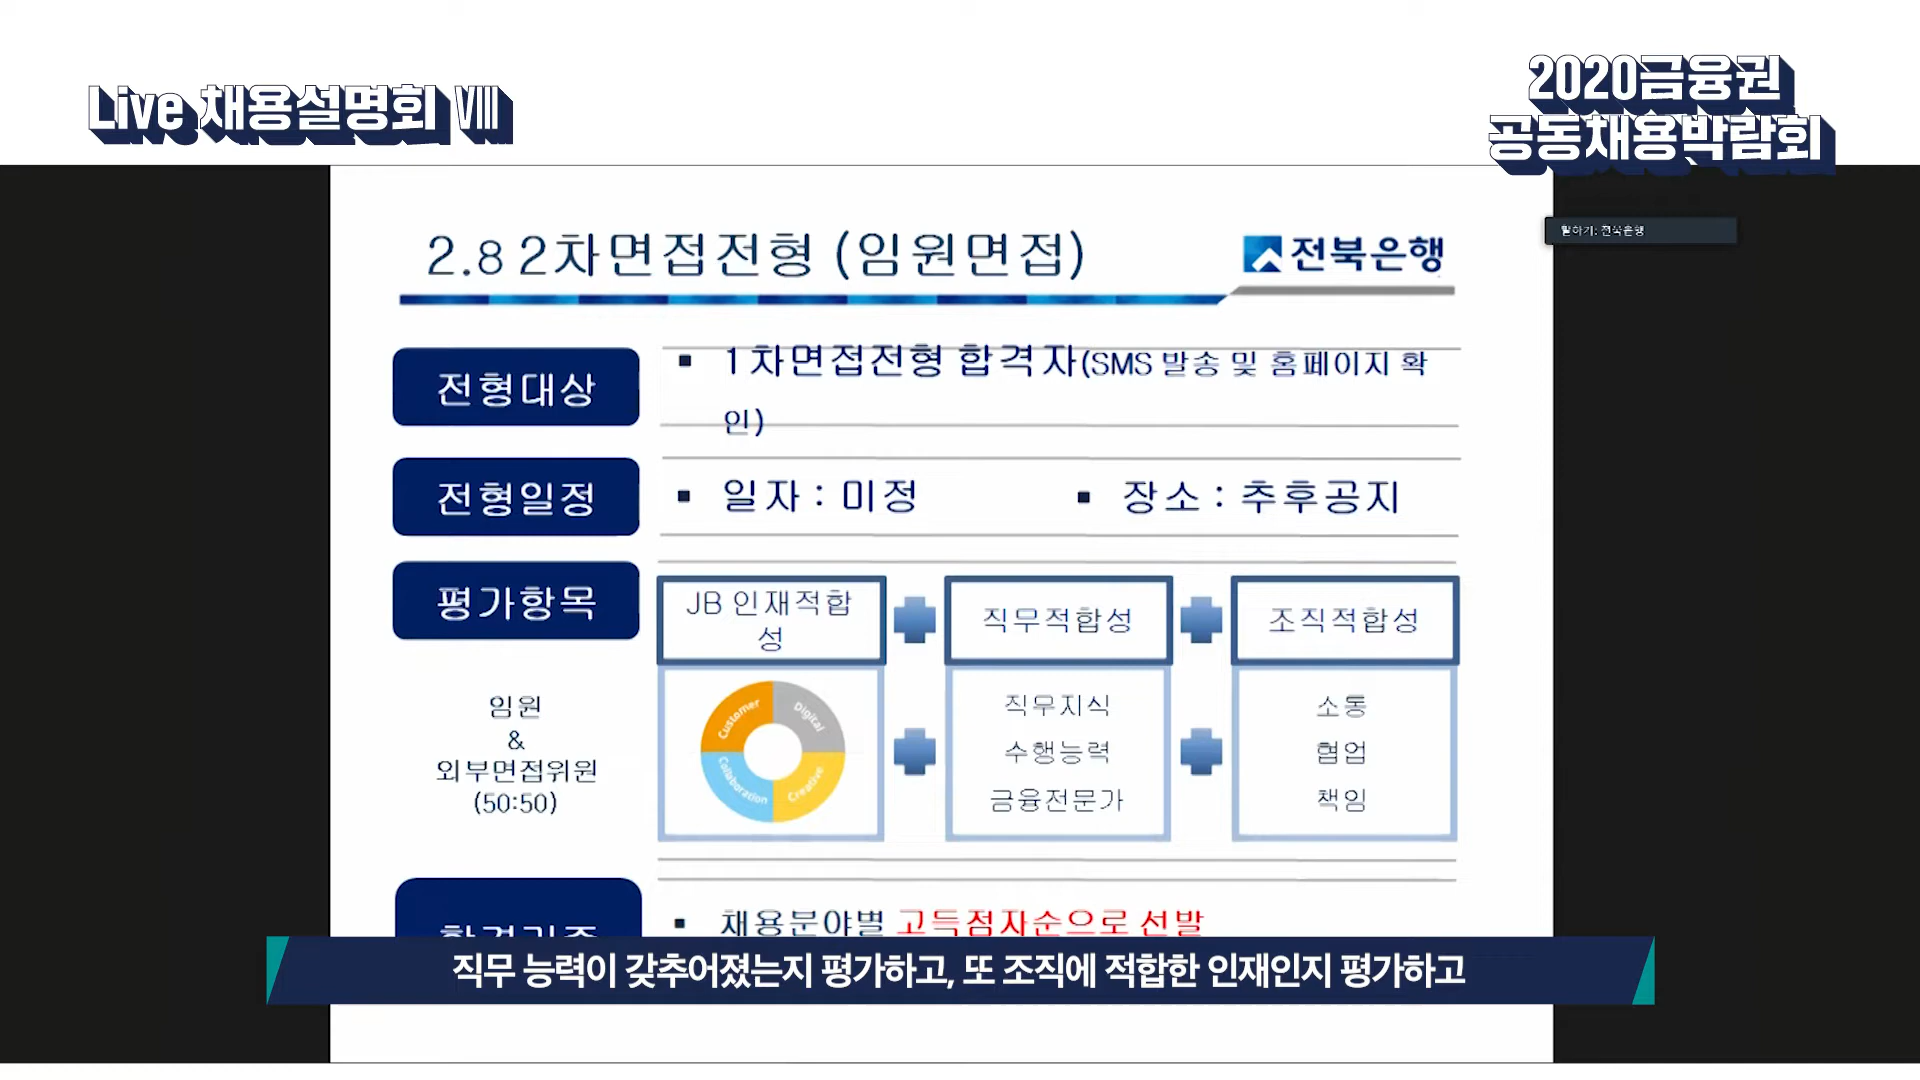 Live 채용설명회 Ⅷ
2020금융권
공동채용박람회
말하기: 전북은행
2.8 2차면접전형 (임원면접)
전북은행
전형대상
▪ 1차면접전형 합격자(SMS 발송 및 홈페이지 확
인)
전형일정
▪ 일자 : 미정
▪ 장소 : 추후공지
평가항목
JB 인재적합
성
직무적합성
조직적합성
임원
&
외부면접위원
(50:50)
Customer
Digital
Collaboration
Creative
직무지식
수행능력
금융전문가
소통
협업
책임
▪ 채용분야별 고득점자순으로 선발
직무 능력이 갖추어졌는지 평가하고, 또 조직에 적합한 인재인지 평가하고